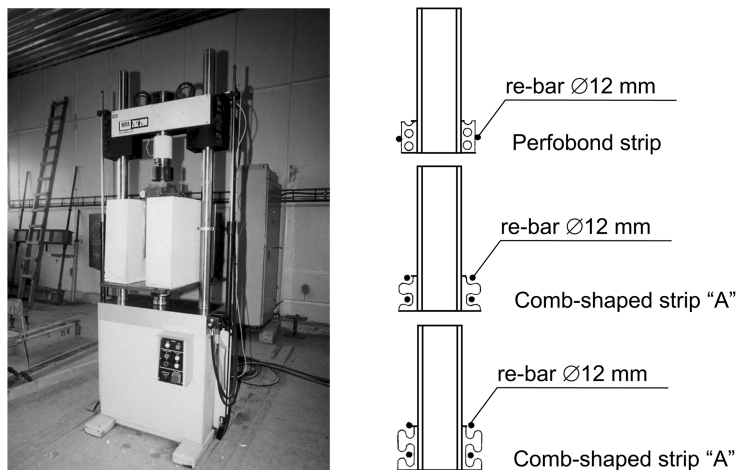 re-bar ∅12 mm
Perfobond strip
re-bar ∅12 mm
Comb-shaped strip “A”
re-bar ∅12 mm
Comb-shaped strip “A”